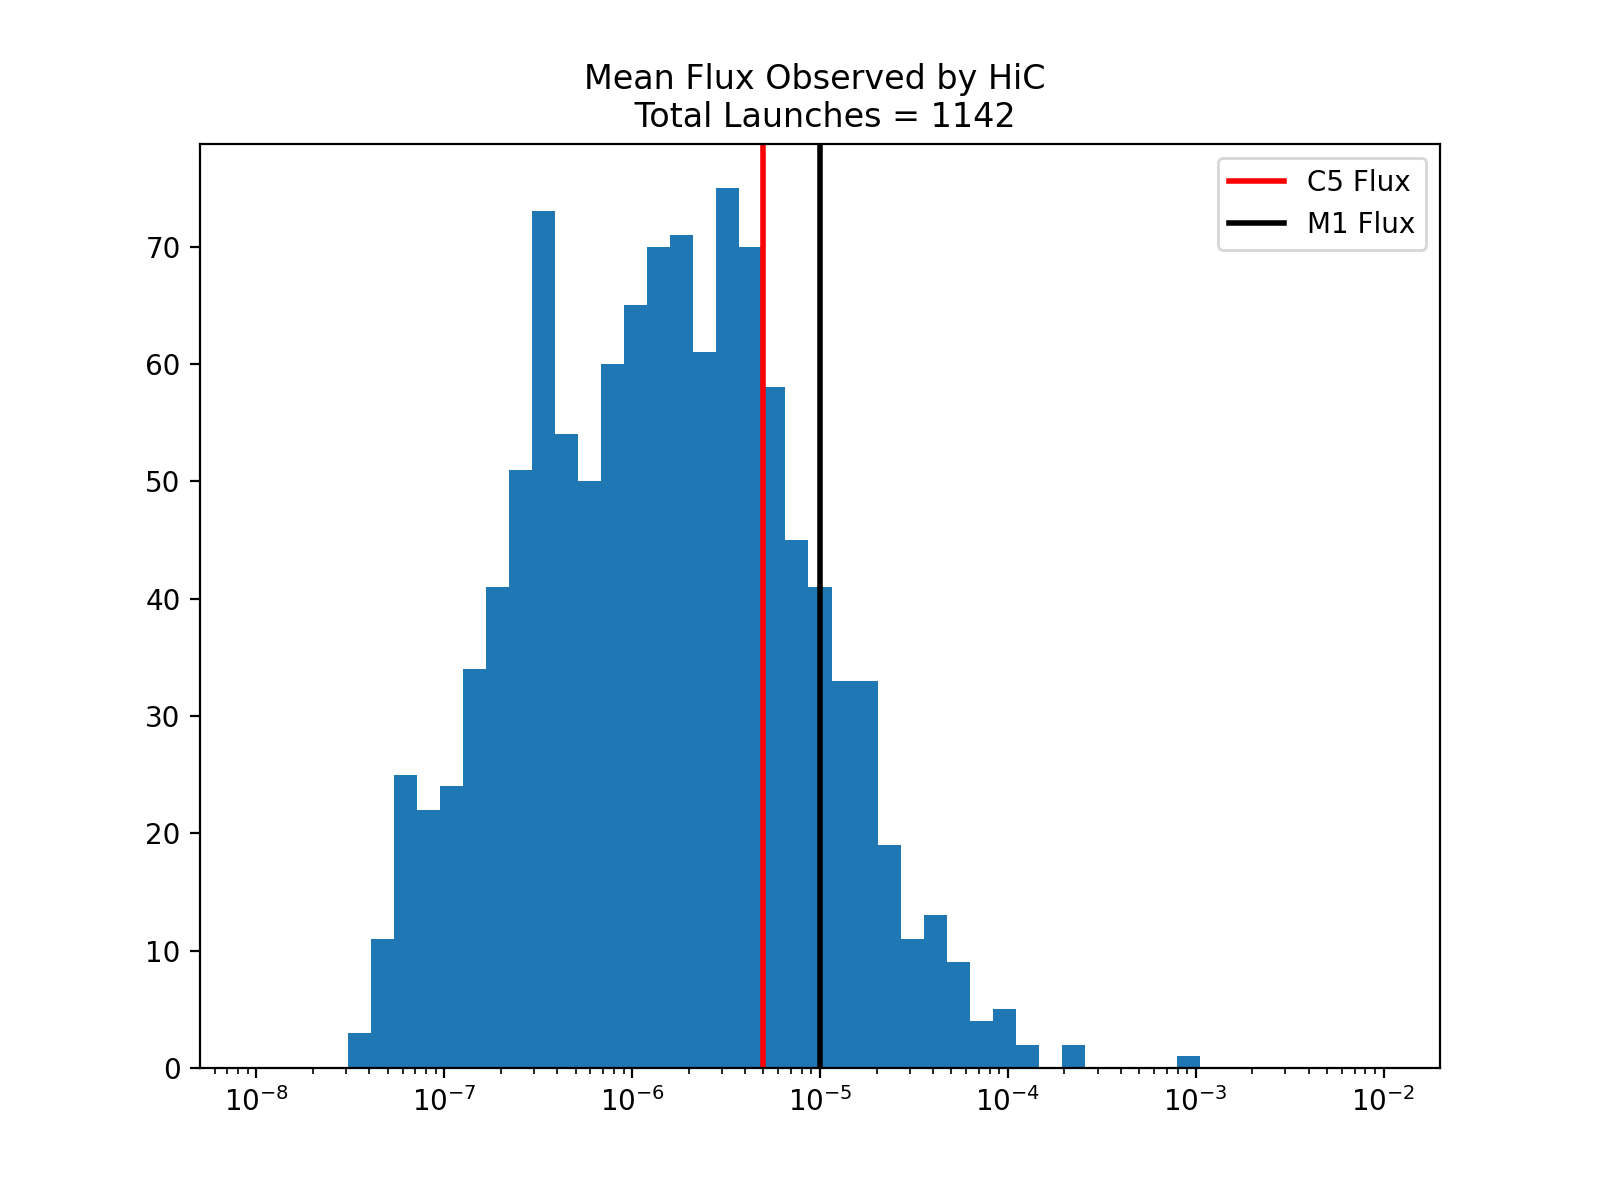 Mean Flux Observed by HiC
Total Launches = 1142
C5 Flux
M1 Flux
70
60
50
40
30
20
10
0
10⁻⁸ 10⁻⁷ 10⁻⁶ 10⁻⁵ 10⁻⁴ 10⁻³ 10⁻²